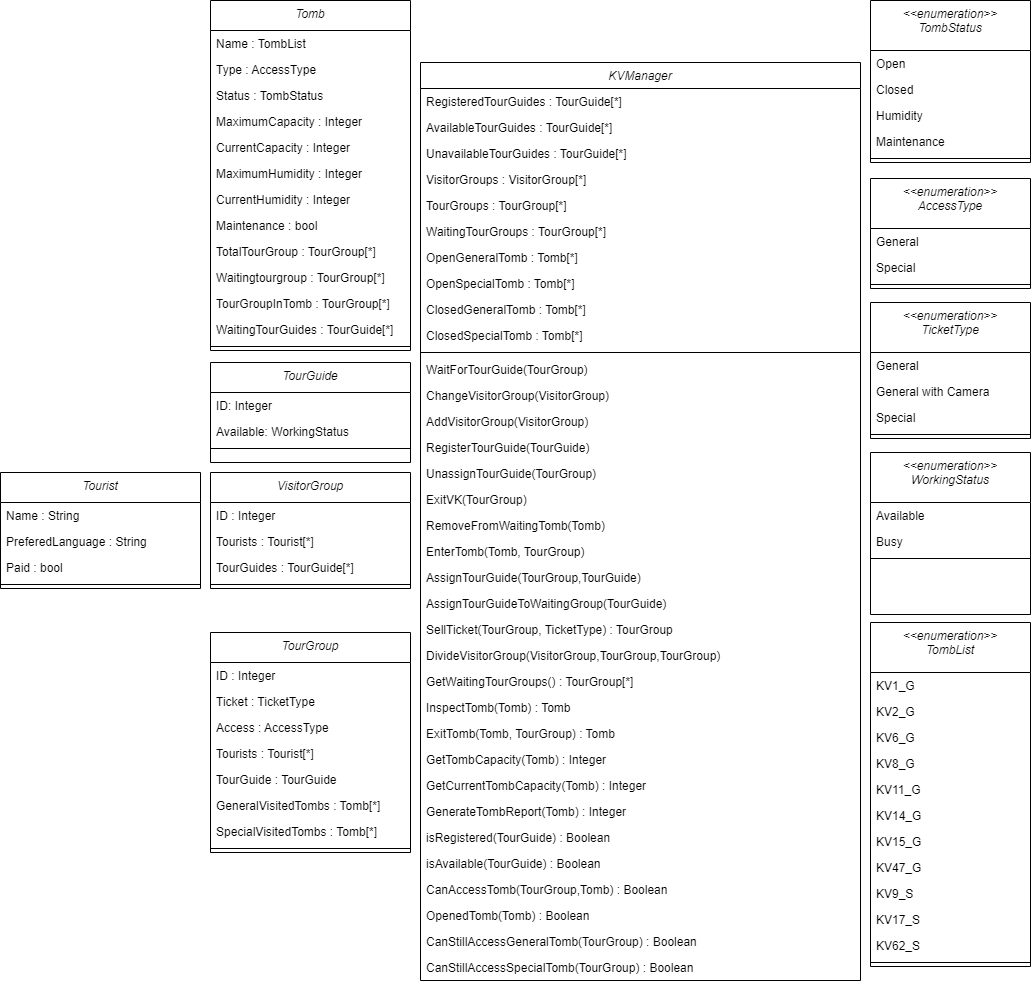 Tomb
Name : TombList
Type : AccessType
Status : TombStatus
MaximumCapacity : Integer
CurrentCapacity : Integer
MaximumHumidity : Integer
CurrentHumidity : Integer
Maintenance : bool
TotalTourGroup : TourGroup[*]
Waitingtourgroup : TourGroup[*]
TourGroupInTomb : TourGroup[*]
WaitingTourGuides : TourGuide[*]
TourGuide
ID: Integer
Available: WorkingStatus
Tourist
Name : String
PreferedLanguage : String
Paid : bool
VisitorGroup
ID : Integer
Tourists : Tourist[*]
TourGuides : TourGuide[*]
TourGroup
ID : Integer
Ticket : TicketType
Access : AccessType
Tourists : Tourist[*]
TourGuide : TourGuide
GeneralVisitedTombs : Tomb[*]
SpecialVisitedTombs : Tomb[*]
KVManager
RegisteredTourGuides : TourGuide[*]
AvailableTourGuides : TourGuide[*]
UnavailableTourGuides : TourGuide[*]
VisitorGroups : VisitorGroup[*]
TourGroups : TourGroup[*]
WaitingTourGroups : TourGroup[*]
OpenGeneralTomb : Tomb[*]
OpenSpecialTomb : Tomb[*]
ClosedGeneralTomb : Tomb[*]
ClosedSpecialTomb : Tomb[*]
WaitForTourGuide(TourGroup)
ChangeVisitorGroup(VisitorGroup)
AddVisitorGroup(VisitorGroup)
RegisterTourGuide(TourGuide)
UnassignTourGuide(TourGroup)
ExitVK(TourGroup)
RemoveFromWaitingTomb(Tomb)
EnterTomb(Tomb, TourGroup)
AssignTourGuide(TourGroup,TourGuide)
AssignTourGuideToWaitingGroup(TourGuide)
SellTicket(TourGroup, TicketType) : TourGroup
DivideVisitorGroup(VisitorGroup,TourGroup,TourGroup)
GetWaitingTourGroups() : TourGroup[*]
InspectTomb(Tomb) : Tomb
ExitTomb(Tomb, TourGroup) : Tomb
GetTombCapacity(Tomb) : Integer
GetCurrentTombCapacity(Tomb) : Integer
GenerateTombReport(Tomb) : Integer
isRegistered(TourGuide) : Boolean
isAvailable(TourGuide) : Boolean
CanAccessTomb(TourGroup,Tomb) : Boolean
OpenedTomb(Tomb) : Boolean
CanStillAccessGeneralTomb(TourGroup) : Boolean
CanStillAccessSpecialTomb(TourGroup) : Boolean
<<enumeration>>
TombStatus
Open
Closed
Humidity
Maintenance
<<enumeration>>
AccessType
General
Special
<<enumeration>>
TicketType
General
General with Camera
Special
<<enumeration>>
WorkingStatus
Available
Busy
<<enumeration>>
TombList
KV1_G
KV2_G
KV6_G
KV8_G
KV11_G
KV14_G
KV15_G
KV47_G
KV9_S
KV17_S
KV62_S